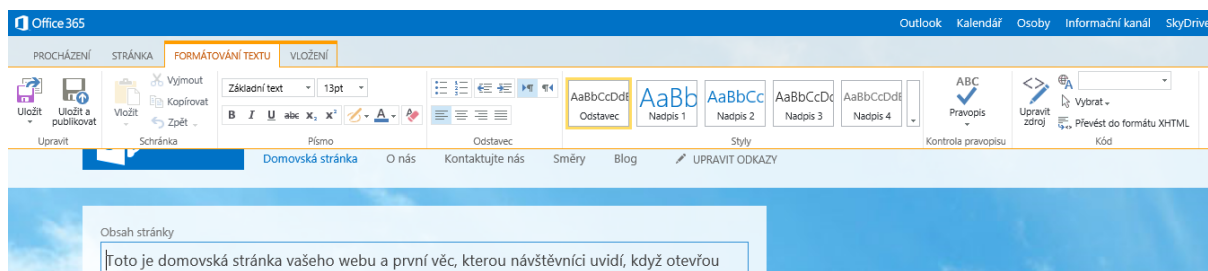 Office 365 Outlook Kalendář Osoby Informační kanál SkyDrive
PROCHÁZENÍ STRÁNKA FORMÁTOVÁNÍ TEXTU VLOŽENÍ
Uložit
Uložit a publikovat
Upravit
Vložit
Vyjmout
Kopírovat
Zpět
Schránka
Základní text 13pt
B I U abc x₂ x² A
Písmo
Odstavec
AaBbCcDdE Odstavec
AaBb Nadpis 1
AaBbCc Nadpis 2
AaBbCcDc Nadpis 3
AaBbCcDdE Nadpis 4
Styly
ABC
Pravopis
Kontrola pravopisu
Upravit zdroj
Vybrat
Převést do formátu XHTML
Kód
Domovská stránka O nás Kontaktujte nás Směry Blog UPRAVIT ODKAZY
Obsah stránky
Toto je domovská stránka vašeho webu a první věc, kterou návštěvníci uvidí, když otevřou